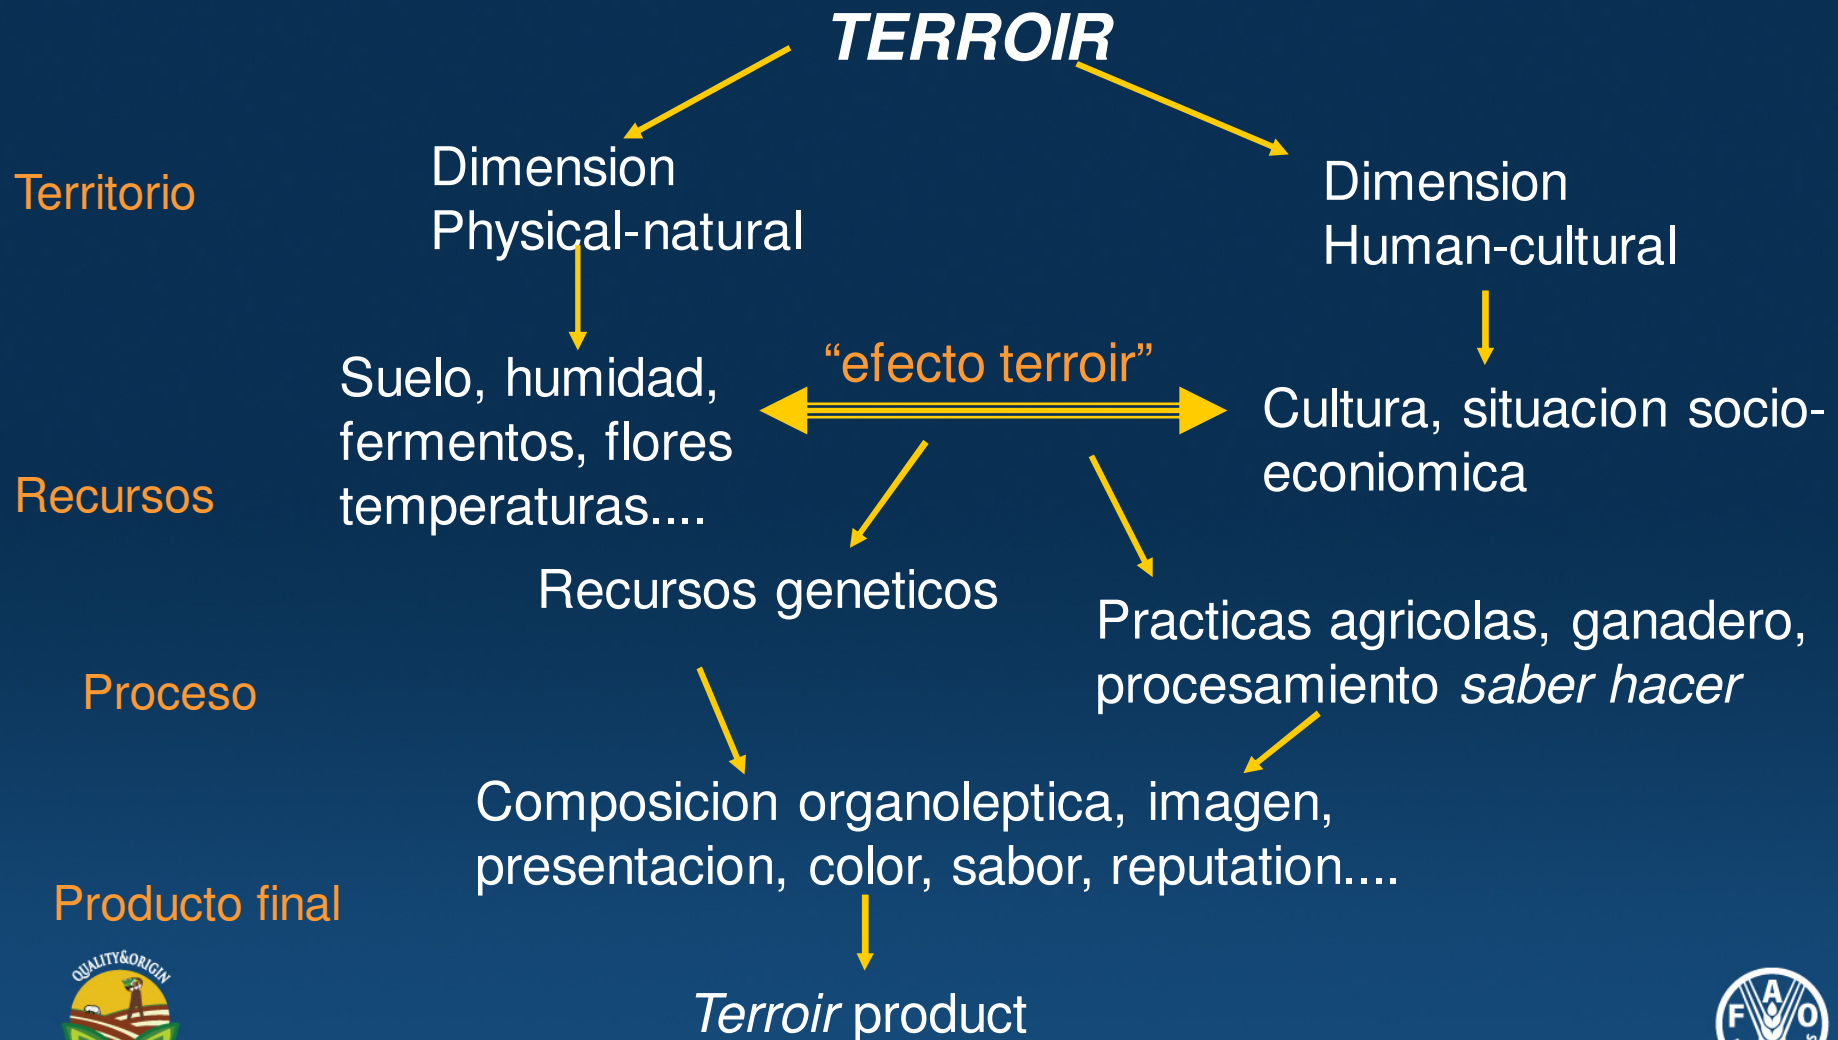 TERROIR
Territorio
Dimension
Physical-natural
Dimension
Human-cultural
“efecto terroir”
Suelo, humidad,
fermentos, flores
temperaturas....
Cultura, situacion socio-
econiomica
Recursos
Recursos geneticos
Practicas agricolas, ganadero,
procesamiento saber hacer
Proceso
Composicion organoleptica, imagen,
presentacion, color, sabor, reputation....
Producto final
QUALITY&ORIGIN
Terroir product
FAO